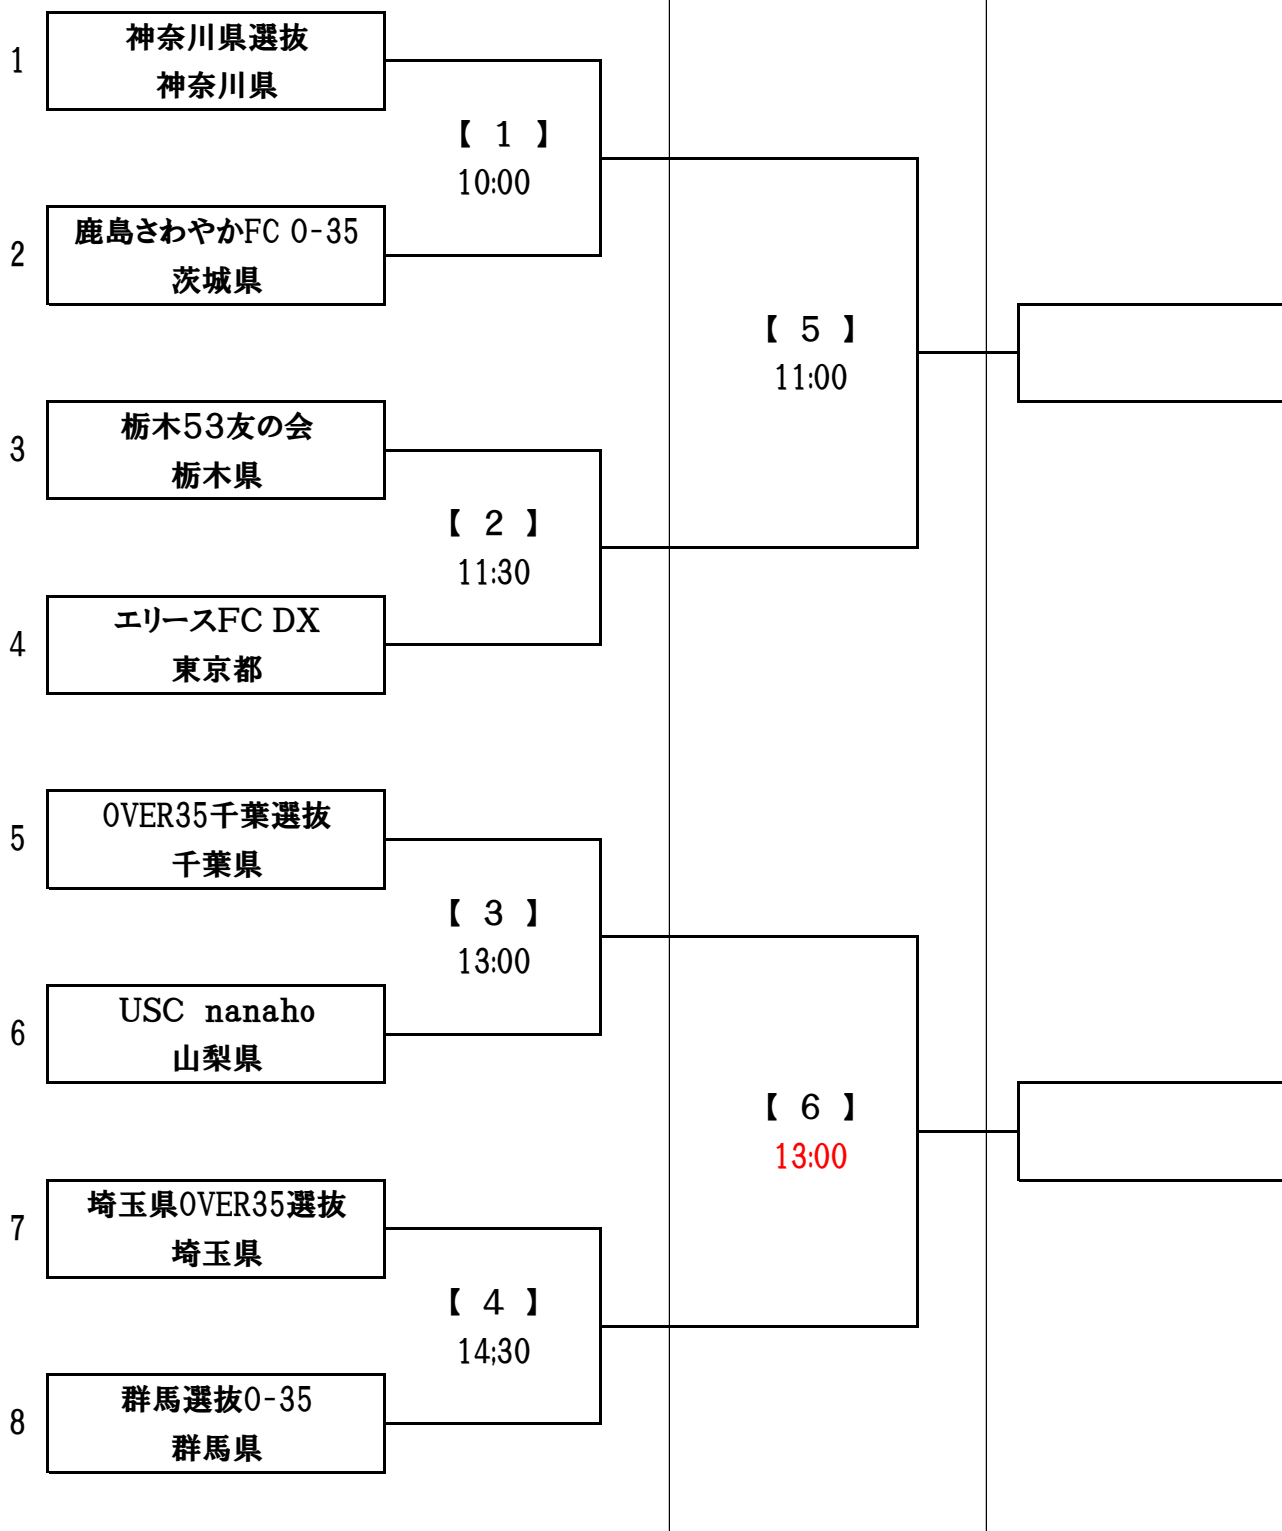 1
神奈川県選抜
神奈川県
【 1 】
10:00
2
鹿島さわやかFC O-35
茨城県
【 5 】
11:00
3
栃木53友の会
栃木県
【 2 】
11:30
4
エリースFC DX
東京都
5
OVER35千葉選抜
千葉県
【 3 】
13:00
6
USC nanaho
山梨県
【 6 】
13:00
7
埼玉県OVER35選抜
埼玉県
【 4 】
14;30
8
群馬選抜O-35
群馬県